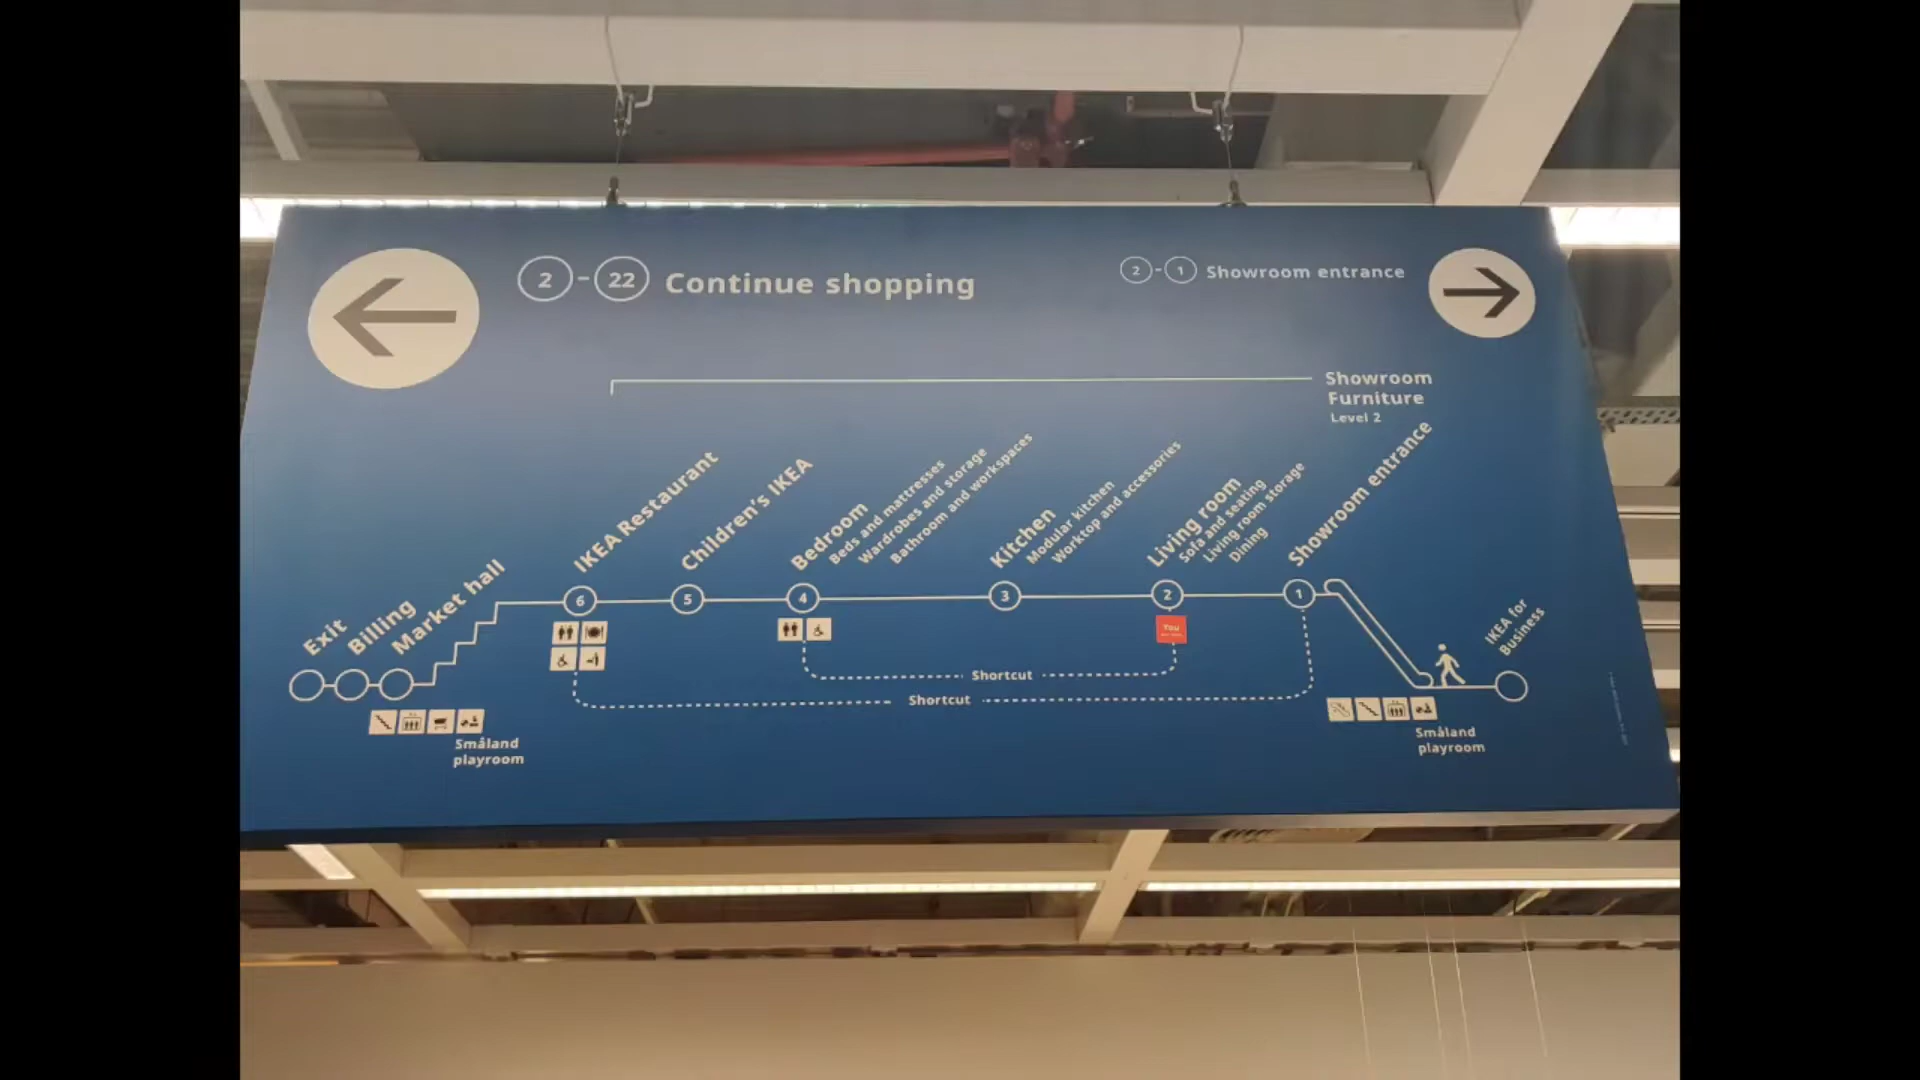 2 - 22 Continue shopping
2 - 1 Showroom entrance
Showroom
Furniture
Level 2
Exit
Billing
Market hall
IKEA Restaurant
Children's IKEA
Bedroom
Beds and mattresses
Wardrobes and storage
Bathroom and workspaces
Kitchen
Modular kitchen
Worktop and accessories
Living room
Sofa and seating
Living room storage
Dining
Showroom entrance
IKEA for
Business
6
5
4
3
2
1
You
Shortcut
Shortcut
Småland
playroom
Småland
playroom